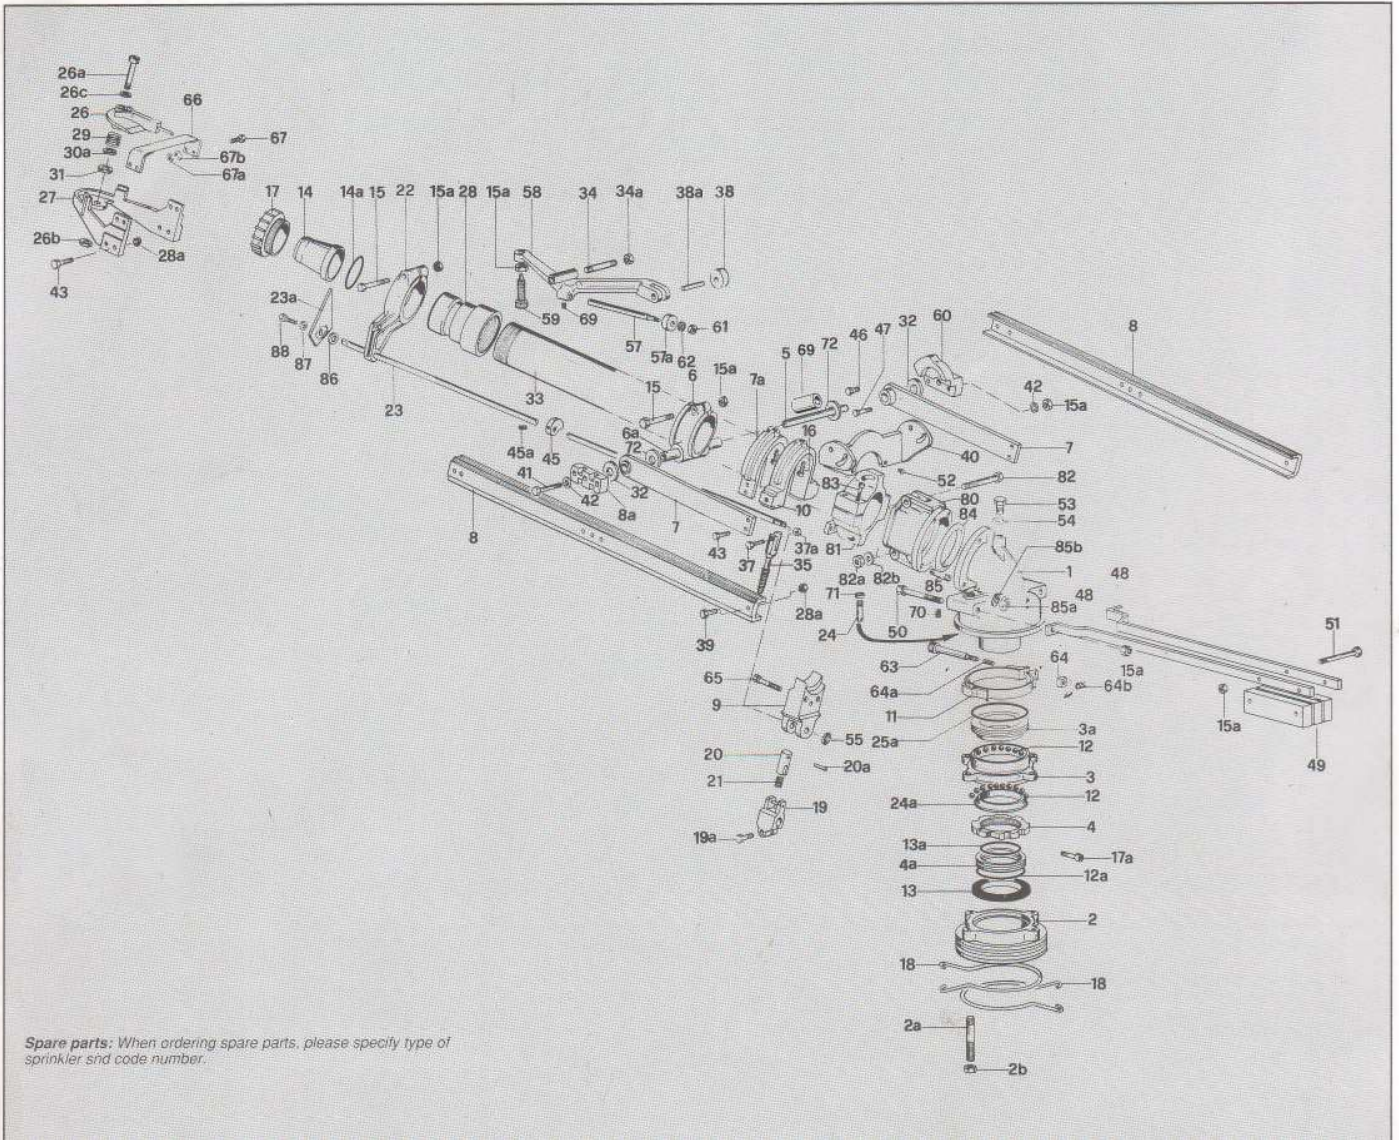 26a
26c
26
66
29
30a
67
31
67b
67a
27
17 14 14a 15 22 15a 28 15a 58 34 34a 38a 38
26b
28a
43
23a
59 69
57
57a
62
61
88 87 86
23
33
6
15
15a
6a
72
7a
5
69
72
46
47
32
60
8
42
15a
7
16
40
52
82
45a
45
41
42
8a
32
7
10
83
81
80
84
53
54
85b
1
48
48
8
43
37
37a
35
82a 82b
85
85a
71
24
50
70
28a
39
51
63
64
15a
64a
64b
65
9
11
15a
25a
3a
55
12
49
20
20a
3
21
24a
12
19
4
19a
13a
17a
4a
12a
13
2
18
18
2a
2b
Spare parts: When ordering spare parts, please specify type of
sprinkler snd code number.